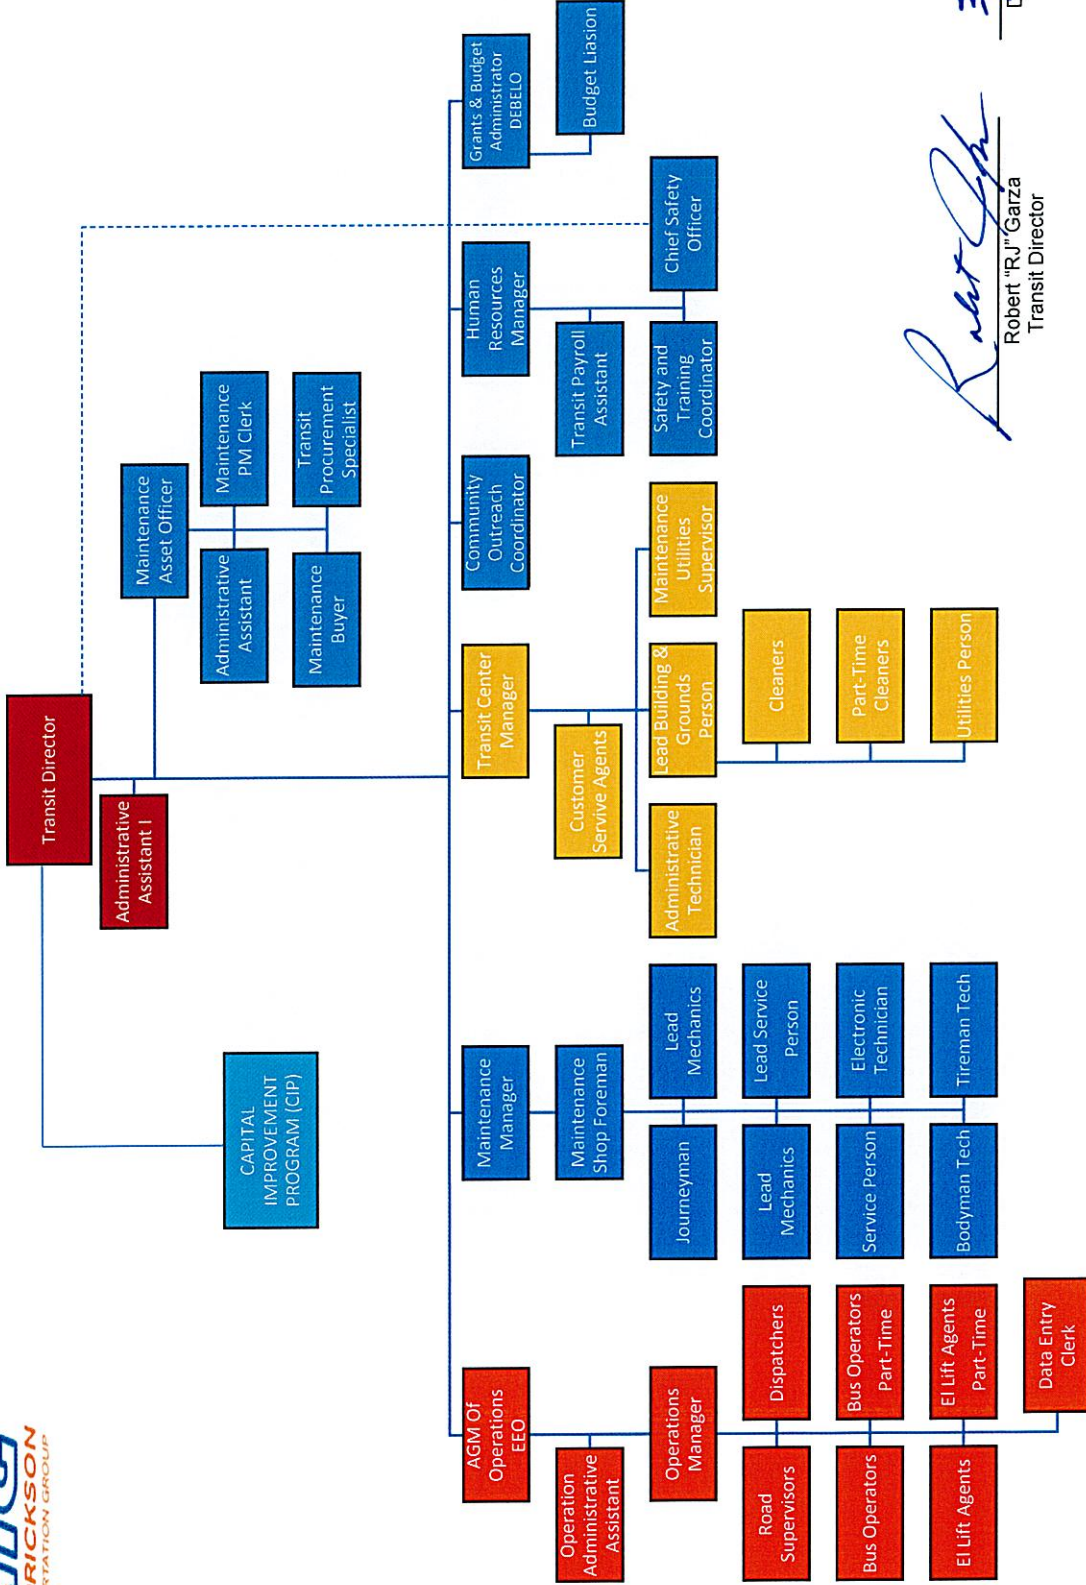 RICKSON
RTATION GROUP
Transit Director
Administrative
Assistant I
CAPITAL
IMPROVEMENT
PROGRAM (CIP)
Maintenance
Asset Officer
Administrative
Assistant
Maintenance
PM Clerk
Maintenance
Buyer
Transit
Procurement
Specialist
AGM Of
Operations
EEO
Maintenance
Manager
Transit Center
Manager
Community
Outreach
Coordinator
Human
Resources
Manager
Grants & Budget
Administrator
DEBELO
Operation
Administrative
Assistant
Maintenance
Shop Foreman
Customer
Servive Agents
Transit Payroll
Assistant
Budget Liasion
Operations
Manager
Journeyman
Lead
Mechanics
Administrative
Technician
Lead Building &
Grounds
Person
Maintenance
Utilities
Supervisor
Safety and
Training
Coordinator
Chief Safety
Officer
Road
Supervisors
Dispatchers
Lead
Mechanics
Lead Service
Person
Cleaners
Bus Operators
Bus Operators
Part-Time
Service Person
Electronic
Technician
Part-Time
Cleaners
El Lift Agents
El Lift Agents
Part-Time
Bodyman Tech
Tireman Tech
Utilities Person
Data Entry
Clerk
Robert "RJ" Garza
Transit Director